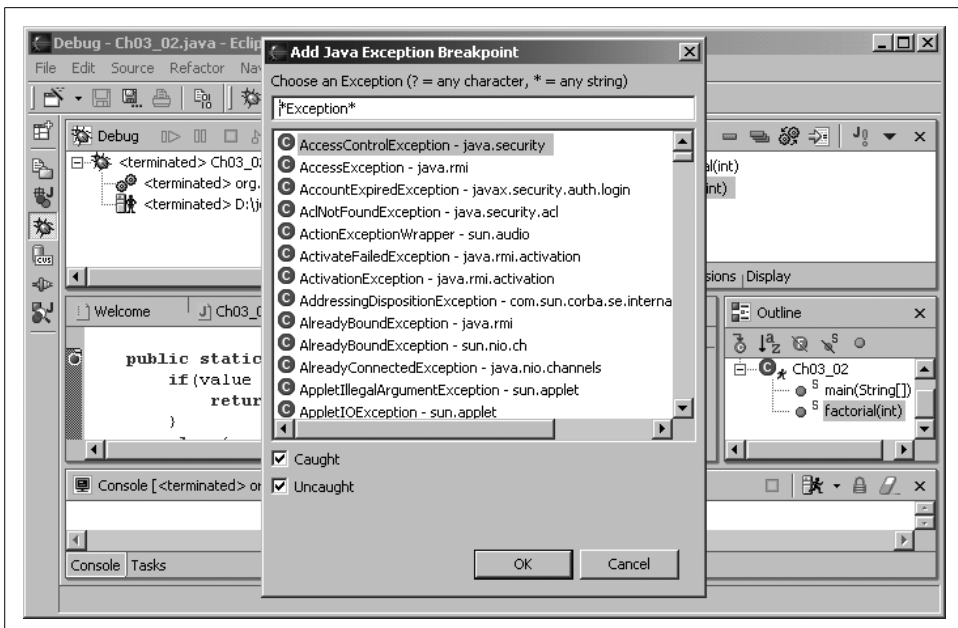 Debug - Ch03_02.java - Eclip
File Edit Source Refactor Nav
Add Java Exception Breakpoint
Choose an Exception (? = any character, * = any string)
*Exception*
AccessControlException - java.security
AccessException - java.rmi
AccountExpiredException - javax.security.auth.login
AclNotFoundException - java.security.acl
ActionExceptionWrapper - sun.audio
ActivateFailedException - java.rmi.activation
ActivationException - java.rmi.activation
AddressingDispositionException - com.sun.corba.se.interna
AlreadyBoundException - java.rmi
AlreadyBoundException - sun.nio.ch
AlreadyConnectedException - java.nio.channels
AppletIllegalArgumentException - sun.applet
AppletIOException - sun.applet
Caught
Uncaught
OK Cancel
Debug
<terminated> Ch03_0
<terminated> org.
<terminated> D:\j
al(int)
int)
sions Display
Welcome Ch03_0
public static
if(value
retur
}
Outline
Ch03_02
main(String[])
factorial(int)
Console [<terminated> or
Console Tasks